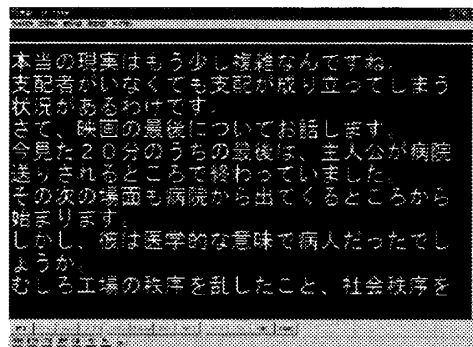 本当の現実はもう少し複雑なんですね。
支配者がいなくても支配が成り立ってしまう
状況があるわけです。
さて、映画の最後についてお話します。
今見た２０分のうちの最後は、主人公が病院
送りされるところで終わっていました。
その次の場面も病院から出てくるところから
始まります。
しかし、彼は医学的な意味で病人だったでし
ょうか。
むしろ工場の秩序を乱したこと、社会秩序を